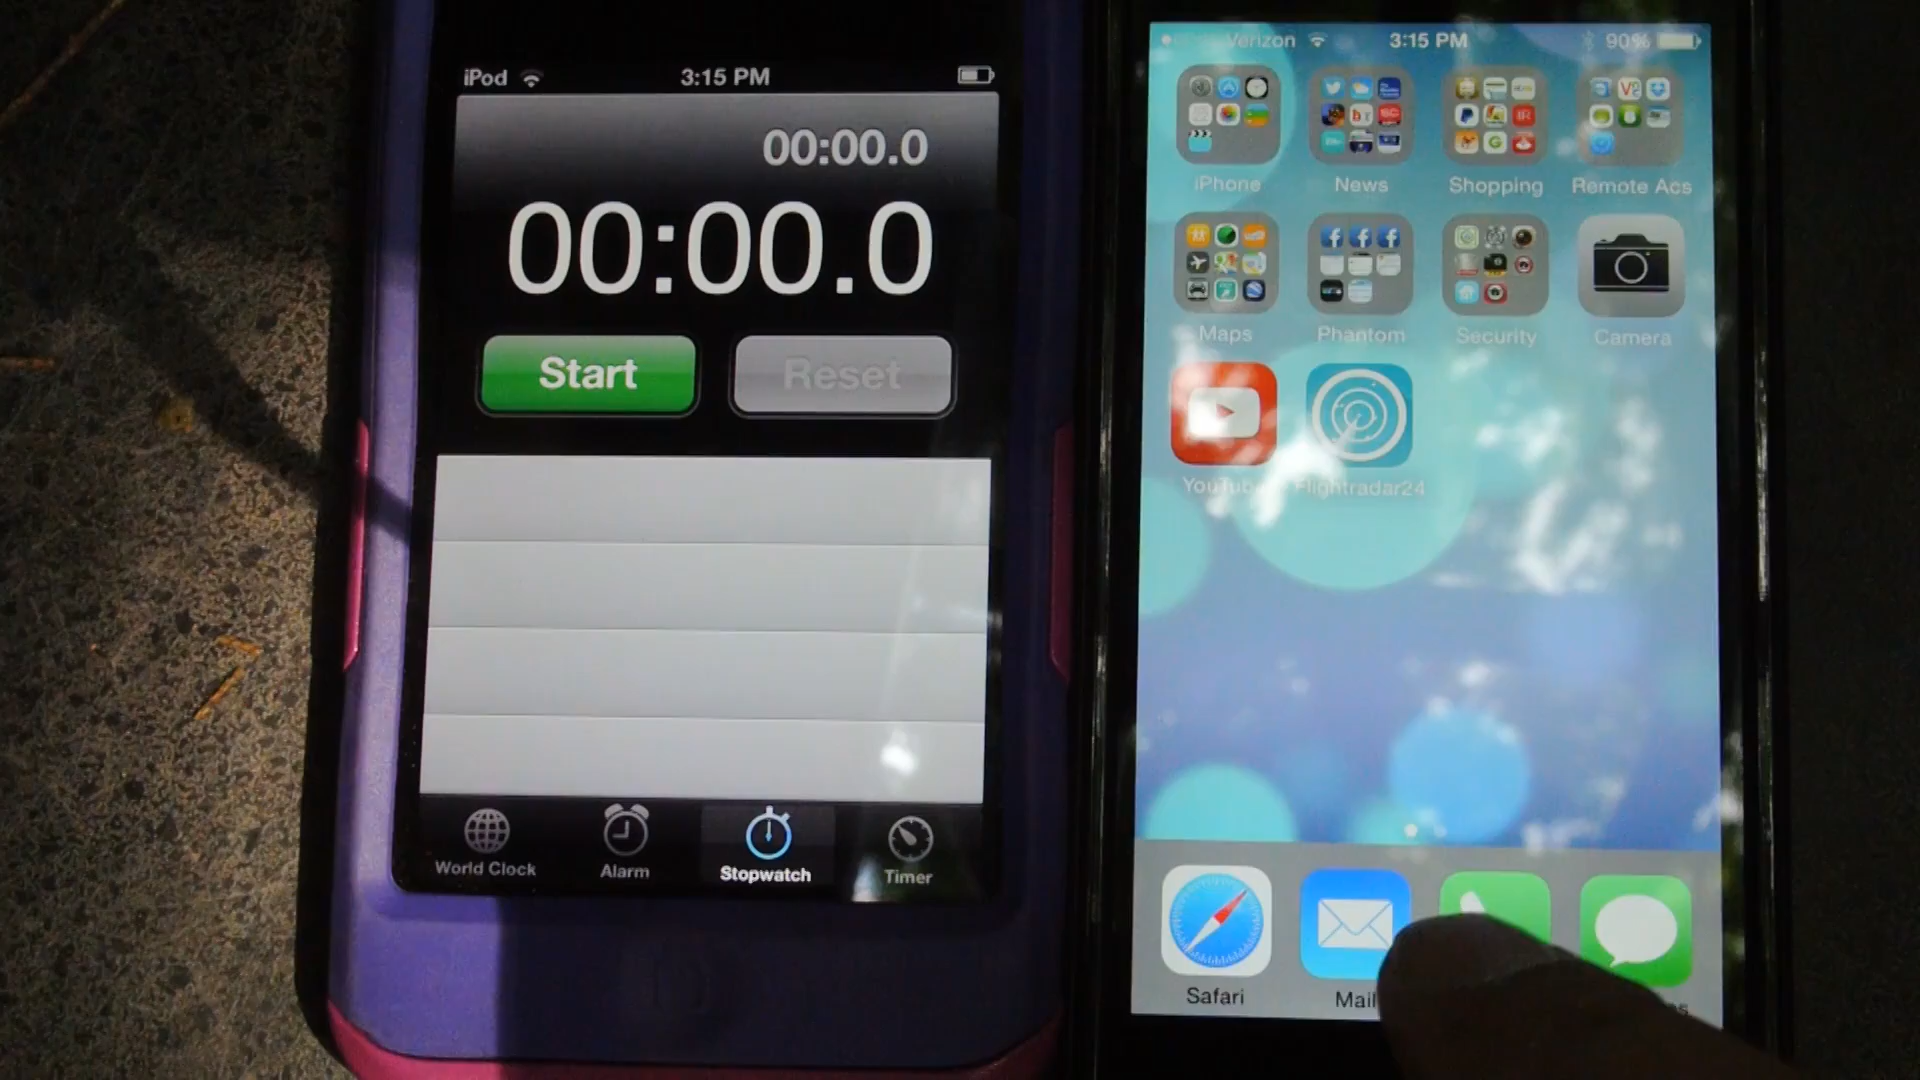 iPod 3:15 PM
00:00.0
00:00.0
Start Reset
World Clock Alarm Stopwatch Timer
Verizon 3:15 PM 90%
iPhone News Shopping Remote Acs
Maps Phantom Security Camera
YouTube Flightradar24
Safari Mail